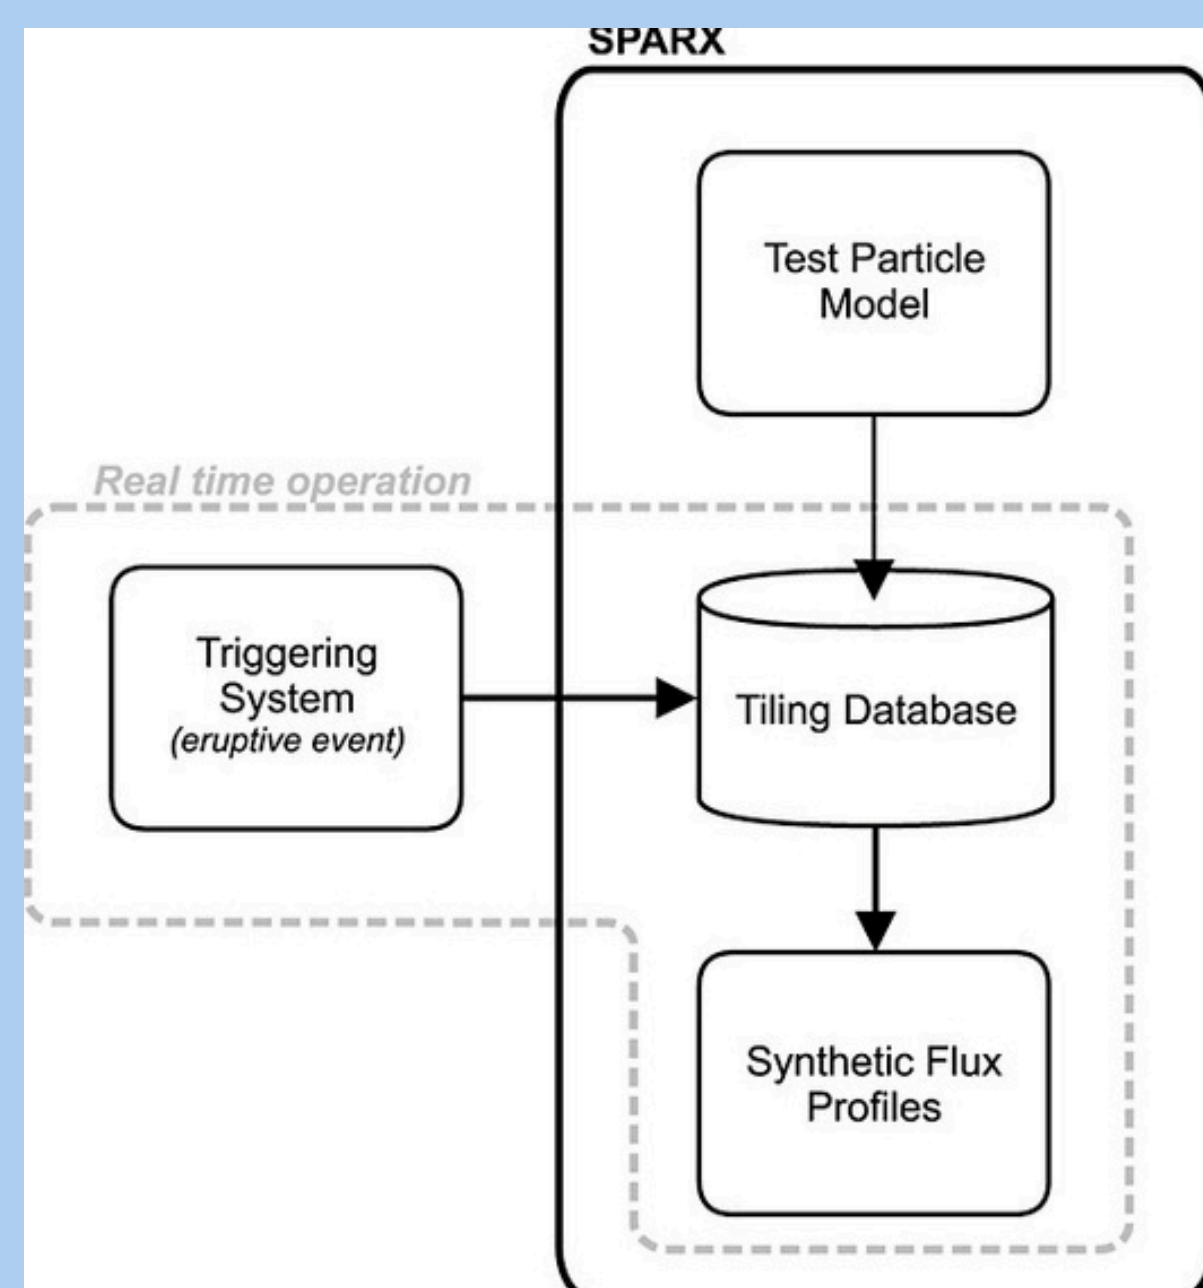 SPARX
Test Particle
Model
Real time operation
Triggering
System
(eruptive event)
Tiling Database
Synthetic Flux
Profiles